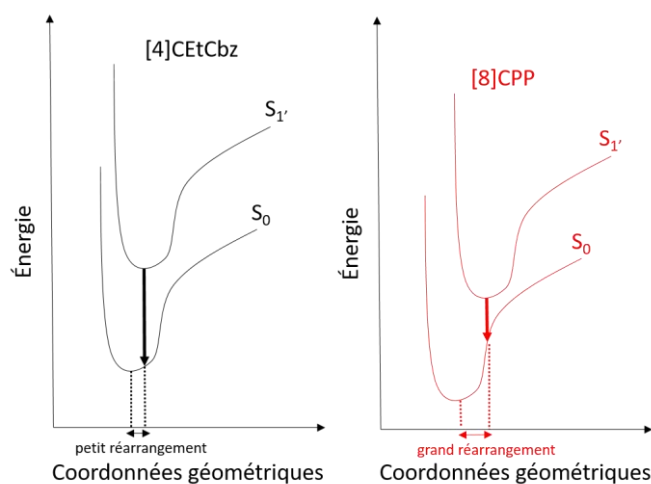 [4]CEtCbz
S1'
S0
Énergie
petit réarrangement
Coordonnées géométriques
[8]CPP
S1'
S0
Énergie
grand réarrangement
Coordonnées géométriques